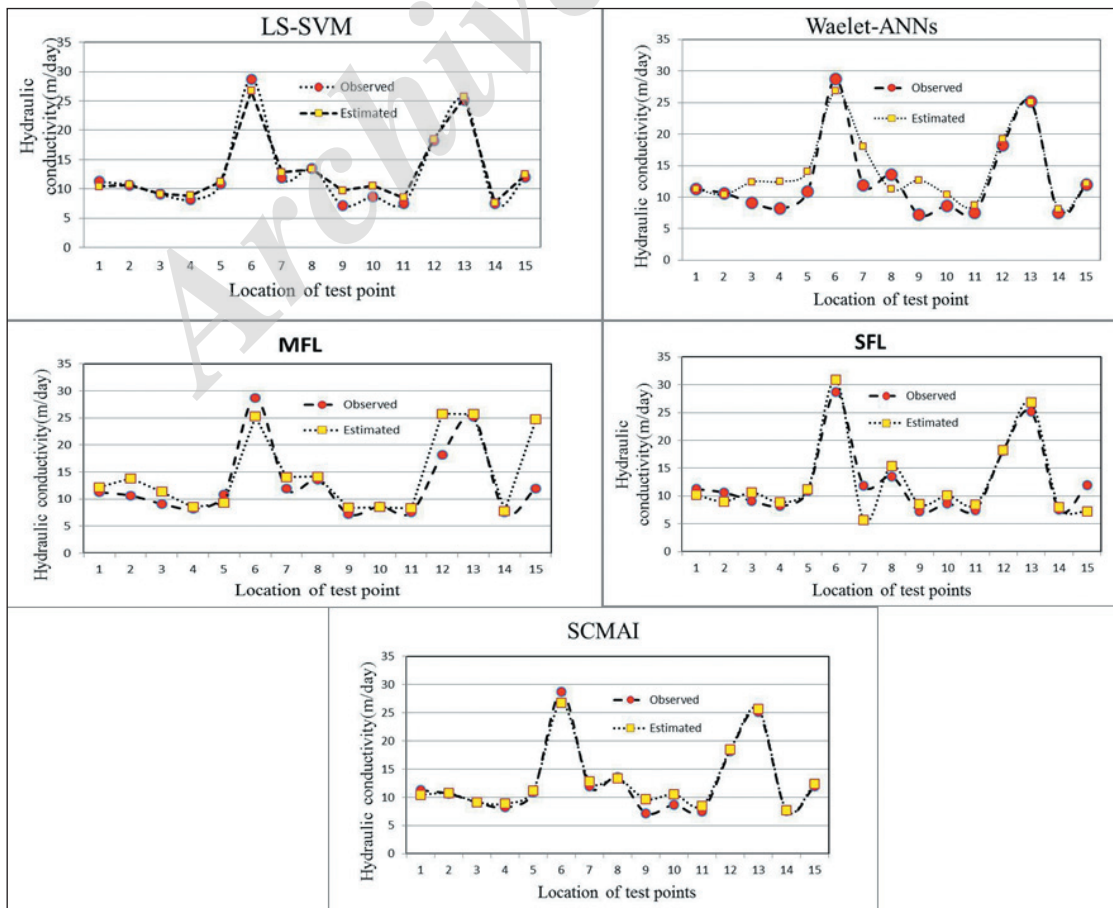 LS-SVM
Hydraulic
conductivity(m/day)
35
30
25
20
15
10
5
0
Observed
Estimated
1 2 3 4 5 6 7 8 9 10 11 12 13 14 15
Location of test point
Waelet-ANNs
Hydraulic conductivity(m/day)
35
30
25
20
15
10
5
0
Observed
Estimated
1 2 3 4 5 6 7 8 9 10 11 12 13 14 15
Location of test point
MFL
Hydraulic conductivity(m/day)
35
30
25
20
15
10
5
0
Observed
Estimated
1 2 3 4 5 6 7 8 9 10 11 12 13 14 15
Location of test point
SFL
Hydraulic
conductivity(m/day)
35
30
25
20
15
10
5
0
Observed
Estimated
1 2 3 4 5 6 7 8 9 10 11 12 13 14 15
Location of test points
SCMAI
Hydraulic conductivity(m/day)
35
30
25
20
15
10
5
0
Observed
Estimated
1 2 3 4 5 6 7 8 9 10 11 12 13 14 15
Location of test points